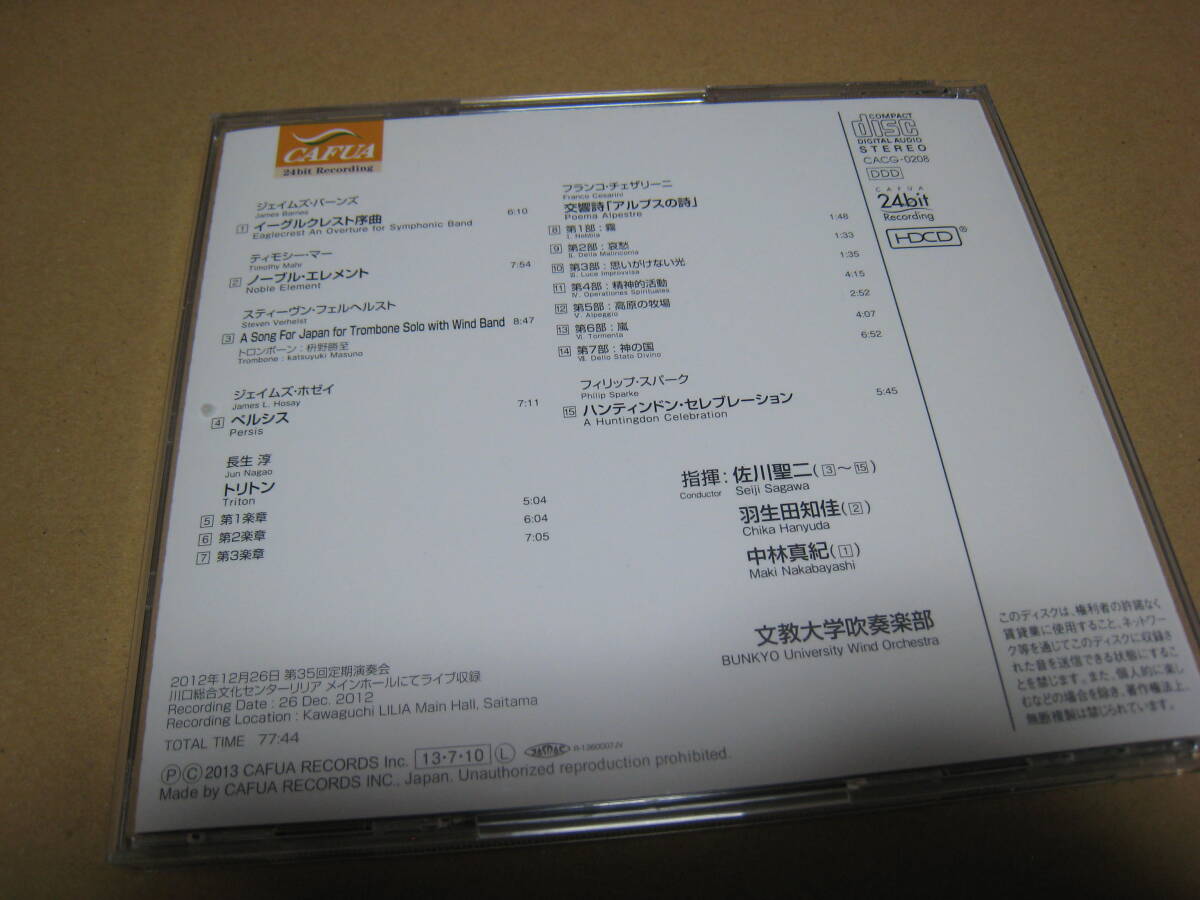 CAFUA
24bit Recording
ジェイムズ・バーンズ
James Barnes
1 イーグルクレスト序曲 6:10
Eaglecrest An Overture for Symphonic Band
ティモシー・マー
Timothy Mahr
2 ノーブル・エレメント 7:54
Noble Element
スティーヴン・フェルヘルスト
Steven Verhelst
3 A Song For Japan for Trombone Solo with Wind Band 8:47
トロンボーン：枡野勝至
Trombone : katsuyuki Masuno
ジェイムズ・ホゼイ
James L. Hosay
4 ペルシス 7:11
Persis
長生 淳
Jun Nagao
トリトン
Triton
5 第1楽章 5:04
6 第2楽章 6:04
7 第3楽章 7:05
フランコ・チェザリーニ
Franco Cesarini
交響詩「アルプスの詩」
Poema Alpestre
8 第1部：霧 1:48
I. Nebbia
9 第2部：哀愁 1:33
II. Della Malinconia
10 第3部：思いがけない光 1:35
III. Luce Improvvisa
11 第4部：精神的活動 4:15
IV. Operationes Spirituales
12 第5部：高原の牧場 2:52
V. Alpeggio
13 第6部：嵐 4:07
VI. Tormenta
14 第7部：神の国 6:52
VII. Dello Stato Divino
フィリップ・スパーク
Philip Sparke
15 ハンティンドン・セレブレーション 5:45
A Huntingdon Celebration
指揮：佐川聖二(3～15)
Conductor Seiji Sagawa
羽生田知佳(2)
Chika Hanyuda
中林真紀(1)
Maki Nakabayashi
文教大学吹奏楽部
BUNKYO University Wind Orchestra
2012年12月26日 第35回定期演奏会
川口総合文化センターリリア メインホールにてライブ収録
Recording Date : 26 Dec. 2012
Recording Location : Kawaguchi LILIA Main Hall, Saitama
TOTAL TIME 77:44
ⓅⒸ2013 CAFUA RECORDS Inc. 13・7・10 Ⓛ JASRAC R-1360007JV
Made by CAFUA RECORDS INC., Japan. Unauthorized reproduction prohibited.
COMPACT
disc
DIGITAL AUDIO
STEREO
CACG-0208
DDD
CAFUA
24bit
Recording
HDCD®
このディスクは、権利者の許諾なく
賃貸業に使用すること、ネットワー
ク等を通じてこのディスクに収録さ
れた音を送信できる状態にするこ
とを禁じます。また、個人的に楽し
むなどの場合を除き、著作権法上、
無断複製は禁じられています。